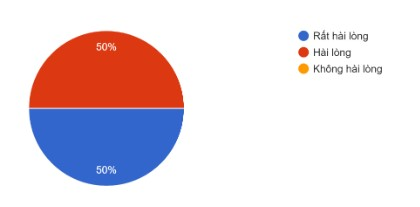 50%
50%
Rất hài lòng
Hài lòng
Không hài lòng